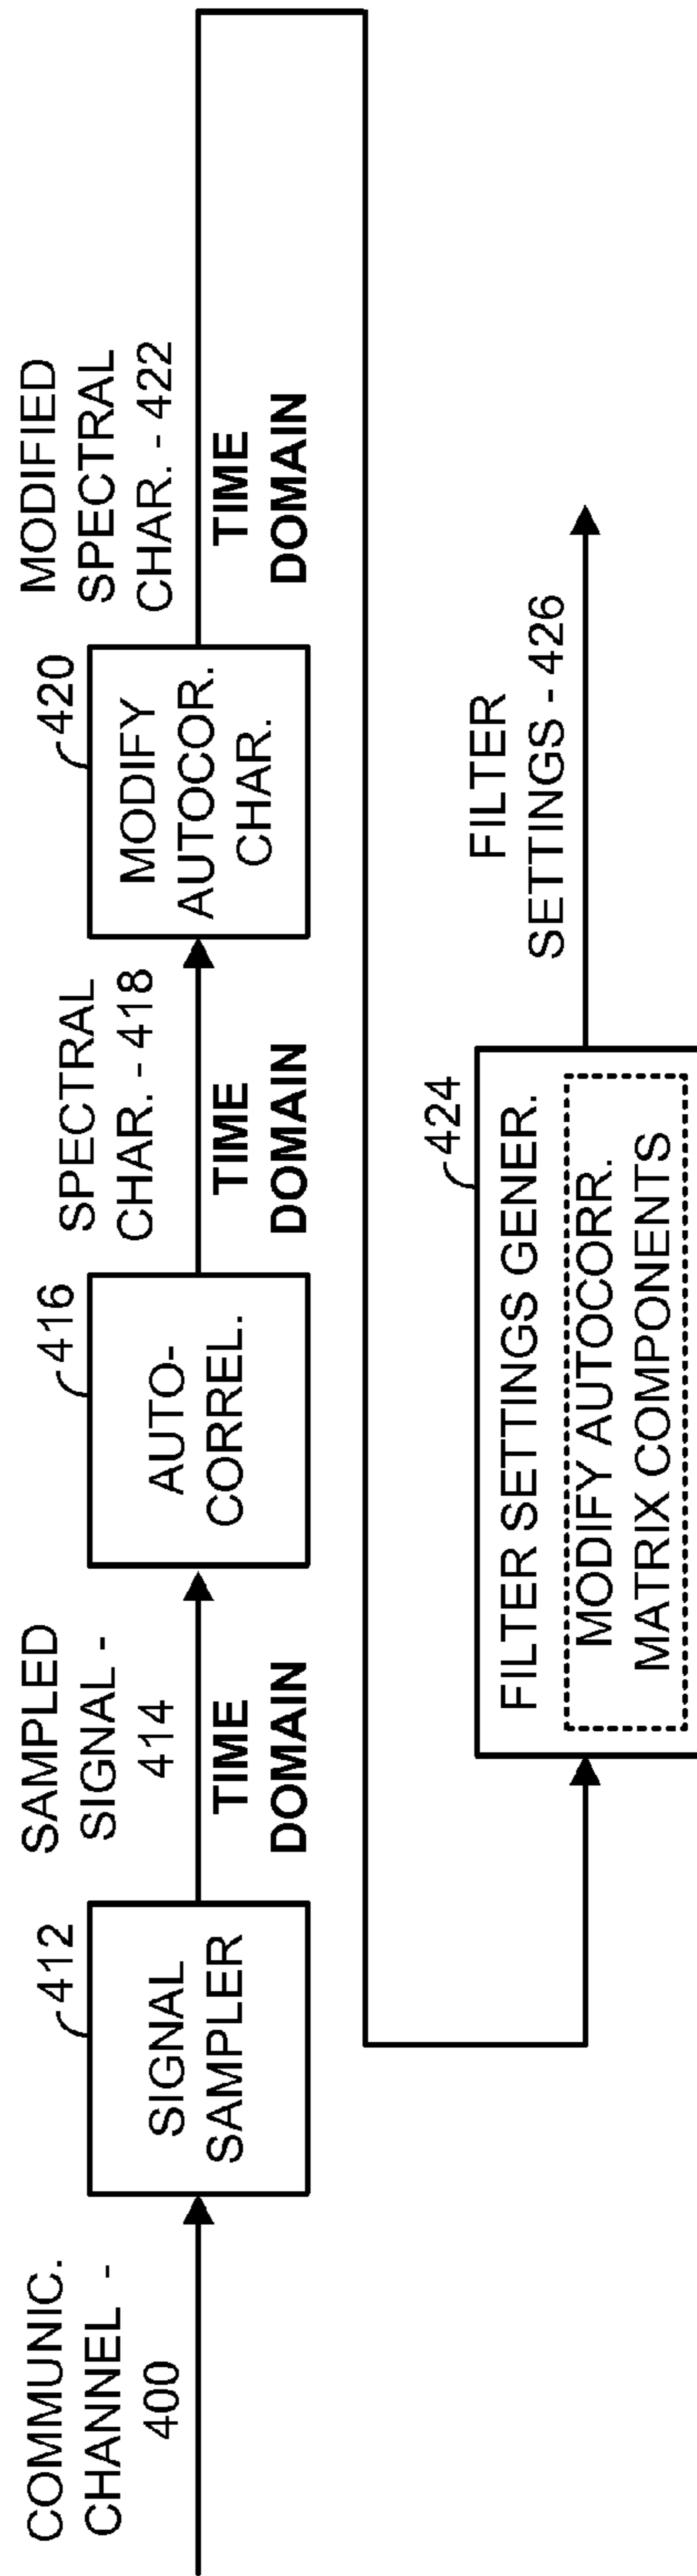 COMMUNIC.
CHANNEL -
400
412
SIGNAL
SAMPLER
SAMPLED
SIGNAL -
414
TIME
DOMAIN
416
AUTO-
CORREL.
SPECTRAL
CHAR. - 418
TIME
DOMAIN
420
MODIFY
AUTOCOR.
CHAR.
MODIFIED
SPECTRAL
CHAR. - 422
TIME
DOMAIN
424
FILTER SETTINGS GENER.
MODIFY AUTOCORR.
MATRIX COMPONENTS
FILTER
SETTINGS - 426